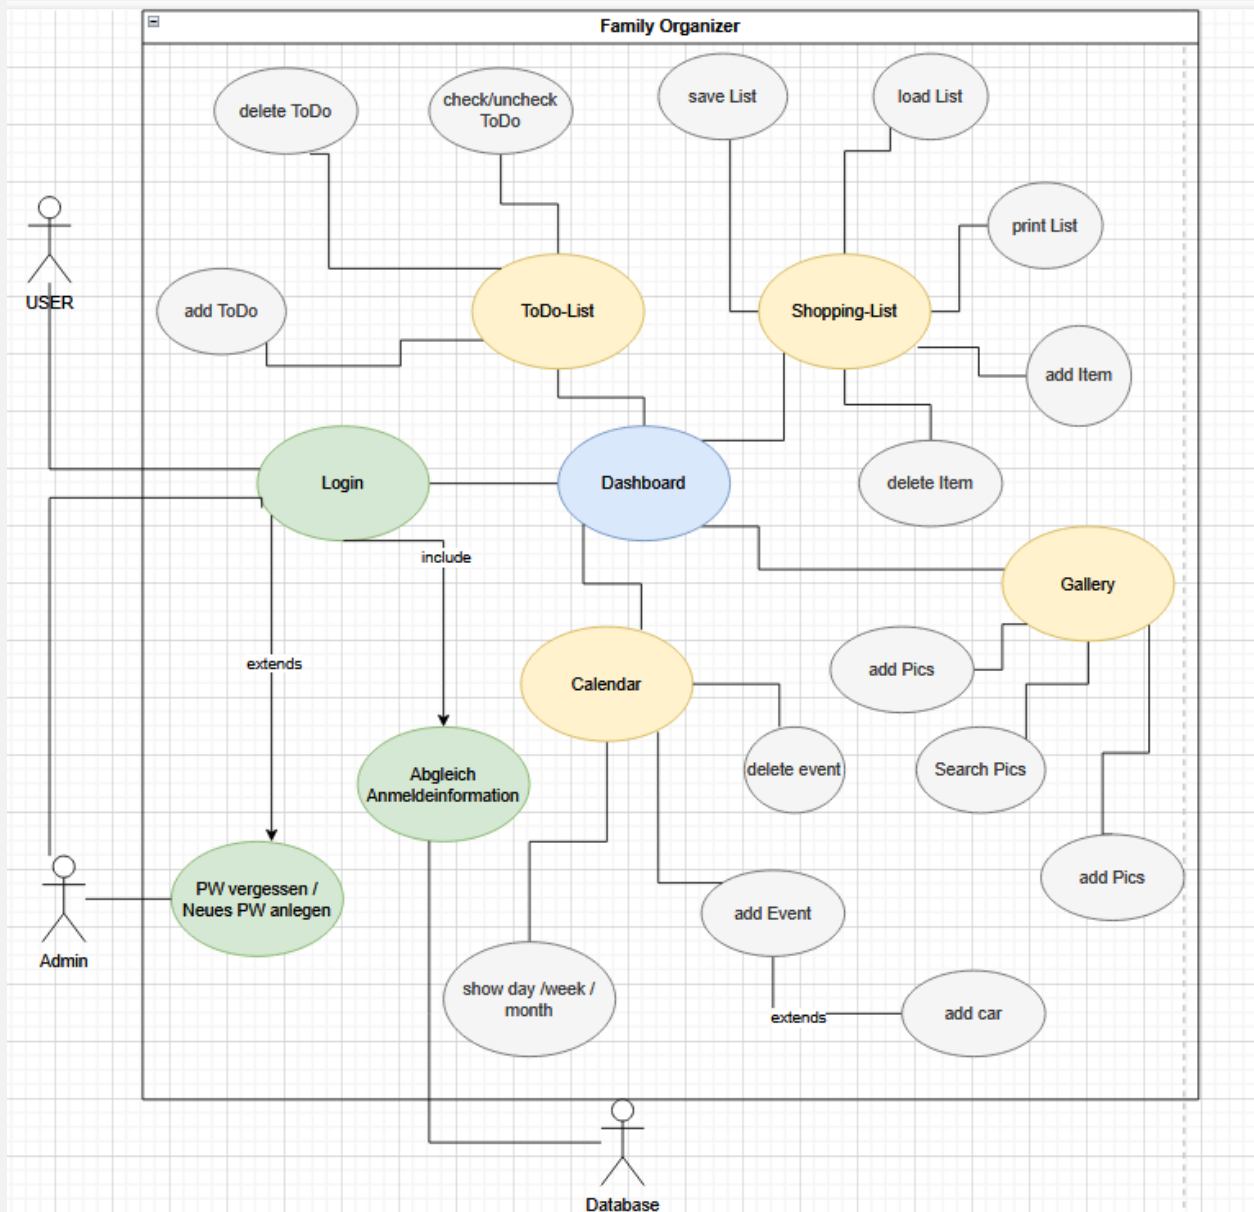 Family Organizer
delete ToDo
check/uncheck
ToDo
save List
load List
print List
USER
add ToDo
ToDo-List
Shopping-List
add Item
Login
Dashboard
delete Item
include
Gallery
extends
add Pics
Calendar
delete event
Search Pics
Abgleich
Anmeldeinformation
add Pics
PW vergessen /
Neues PW anlegen
add Event
Admin
show day /week /
month
extends
add car
Database